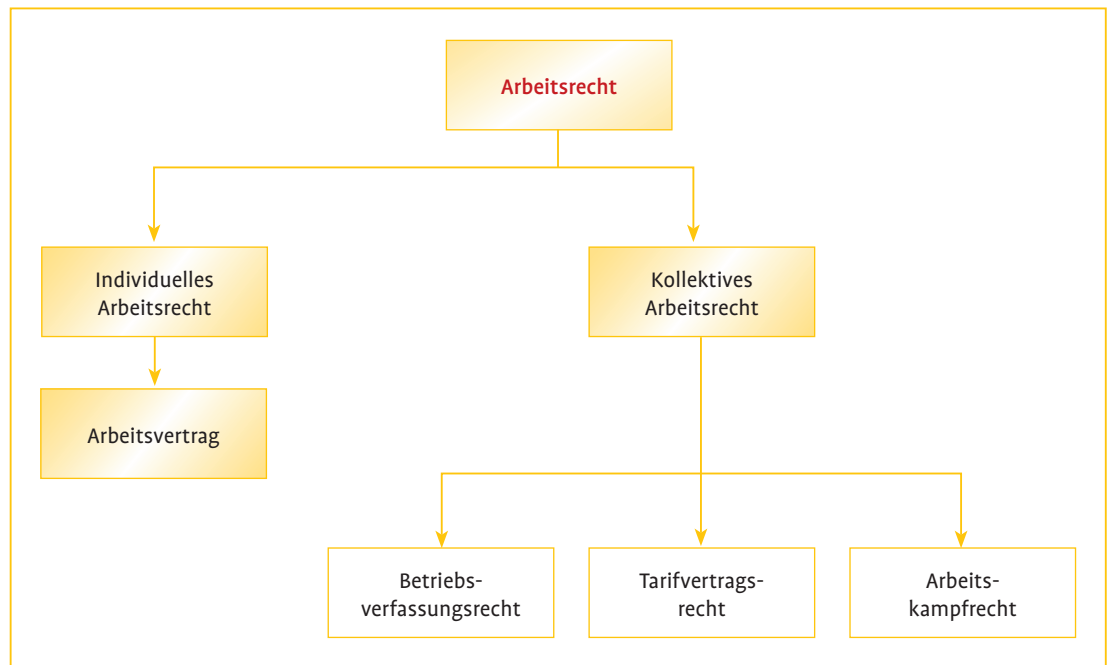 Arbeitsrecht
Individuelles
Arbeitsrecht
Kollektives
Arbeitsrecht
Arbeitsvertrag
Betriebs-
verfassungsrecht
Tarifvertrags-
recht
Arbeits-
kampfrecht